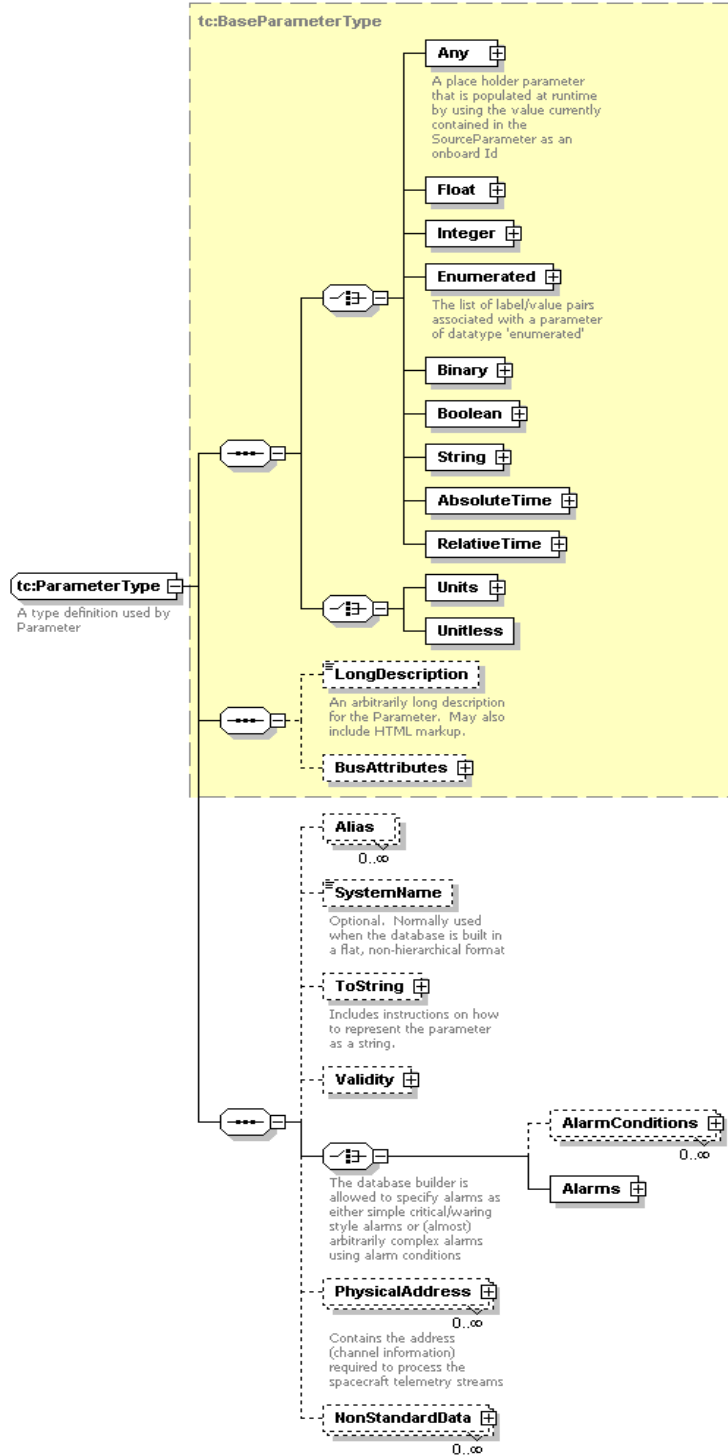 tc:BaseParameterType
Any
A place holder parameter
that is populated at runtime
by using the value currently
contained in the
SourceParameter as an
onboard Id
Float
Integer
Enumerated
The list of label/value pairs
associated with a parameter
of datatype 'enumerated'
Binary
Boolean
String
AbsoluteTime
RelativeTime
tc:ParameterType
A type definition used by
Parameter
Units
Unitless
LongDescription
An arbitrarily long description
for the Parameter.  May also
include HTML markup.
BusAttributes
Alias
0..∞
SystemName
Optional.  Normally used
when the database is built in
a flat, non-hierarchical format
ToString
Includes instructions on how
to represent the parameter
as a string.
Validity
AlarmConditions
0..∞
Alarms
The database builder is
allowed to specify alarms as
either simple critical/waring
style alarms or (almost)
arbitrarily complex alarms
using alarm conditions
PhysicalAddress
0..∞
Contains the address
(channel information)
required to process the
spacecraft telemetry streams
NonStandardData
0..∞